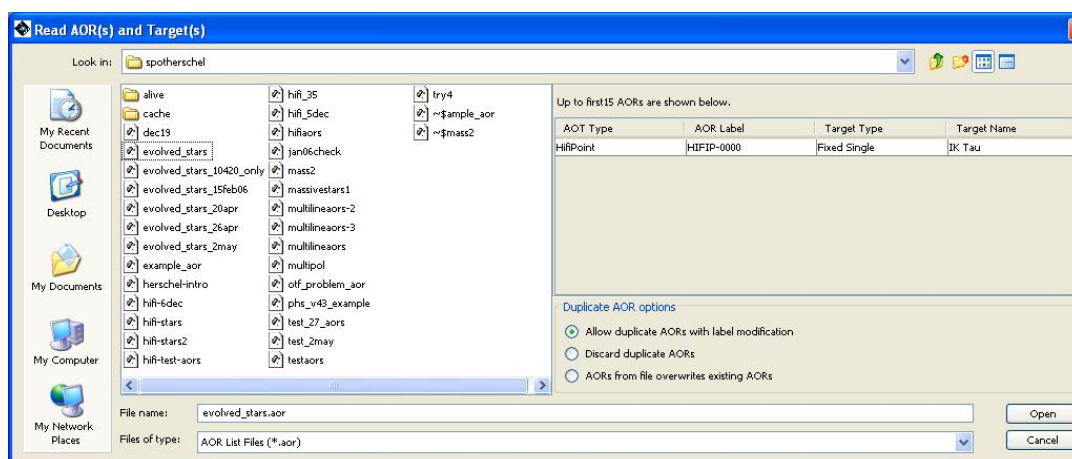 Read AOR(s) and Target(s)
Look in: spotherschel
My Recent Documents
Desktop
My Documents
My Computer
My Network Places
alive
cache
dec19
evolved_stars
evolved_stars_10420_only
evolved_stars_15feb06
evolved_stars_20apr
evolved_stars_26apr
evolved_stars_2may
example_aor
herschel-intro
hifi-6dec
hifi-stars
hifi-stars2
hifi-test-aors
hifi_35
hifi_5dec
hifiaors
jan06check
mass2
massivestars1
multilineaors-2
multilineaors-3
multilineaors
multipol
otf_problem_aor
phs_v43_example
test_27_aors
test_2may
testaors
try4
~$ample_aor
~$mass2
Up to first15 AORs are shown below.
AOT Type AOR Label Target Type Target Name
HifiPoint HIFIP-0000 Fixed Single IK Tau
Duplicate AOR options
Allow duplicate AORs with label modification
Discard duplicate AORs
AORs from file overwrites existing AORs
File name: evolved_stars.aor
Open
Files of type: AOR List Files (*.aor)
Cancel